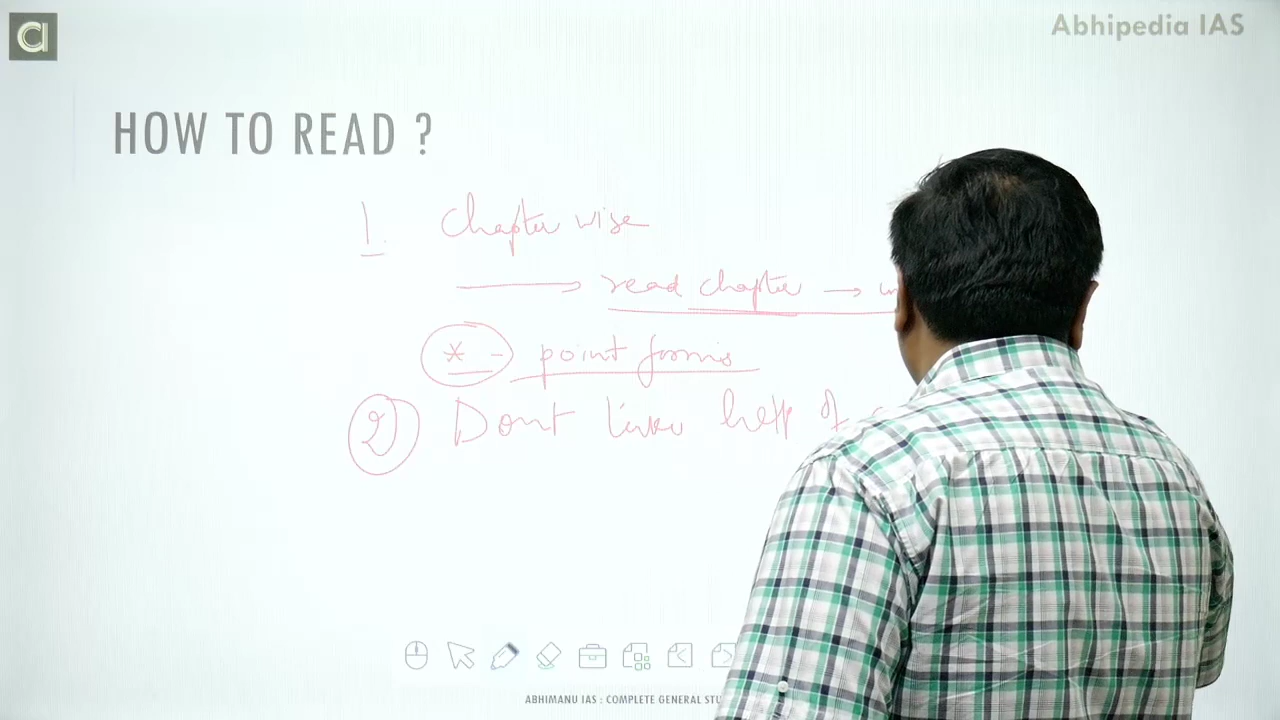 Abhipedia IAS
HOW TO READ ?
1. Chapter wise
read chapter →
* - point forms
2) Dont take help of
ABHIMANU IAS : COMPLETE GENERAL STU